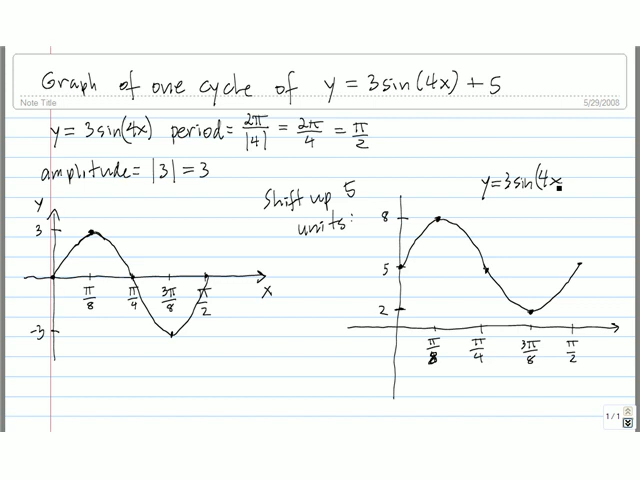 Graph of one cycle of y = 3sin(4x) + 5
Note Title
5/29/2008
y = 3sin(4x) period = 2π/|4| = 2π/4 = π/2
amplitude = |3| = 3
Shift up 5
units:
y=3sin(4x
y
3
-3
π/8 π/4 3π/8 π/2
x
8
5
2
π/8 π/4 3π/8 π/2
1/1